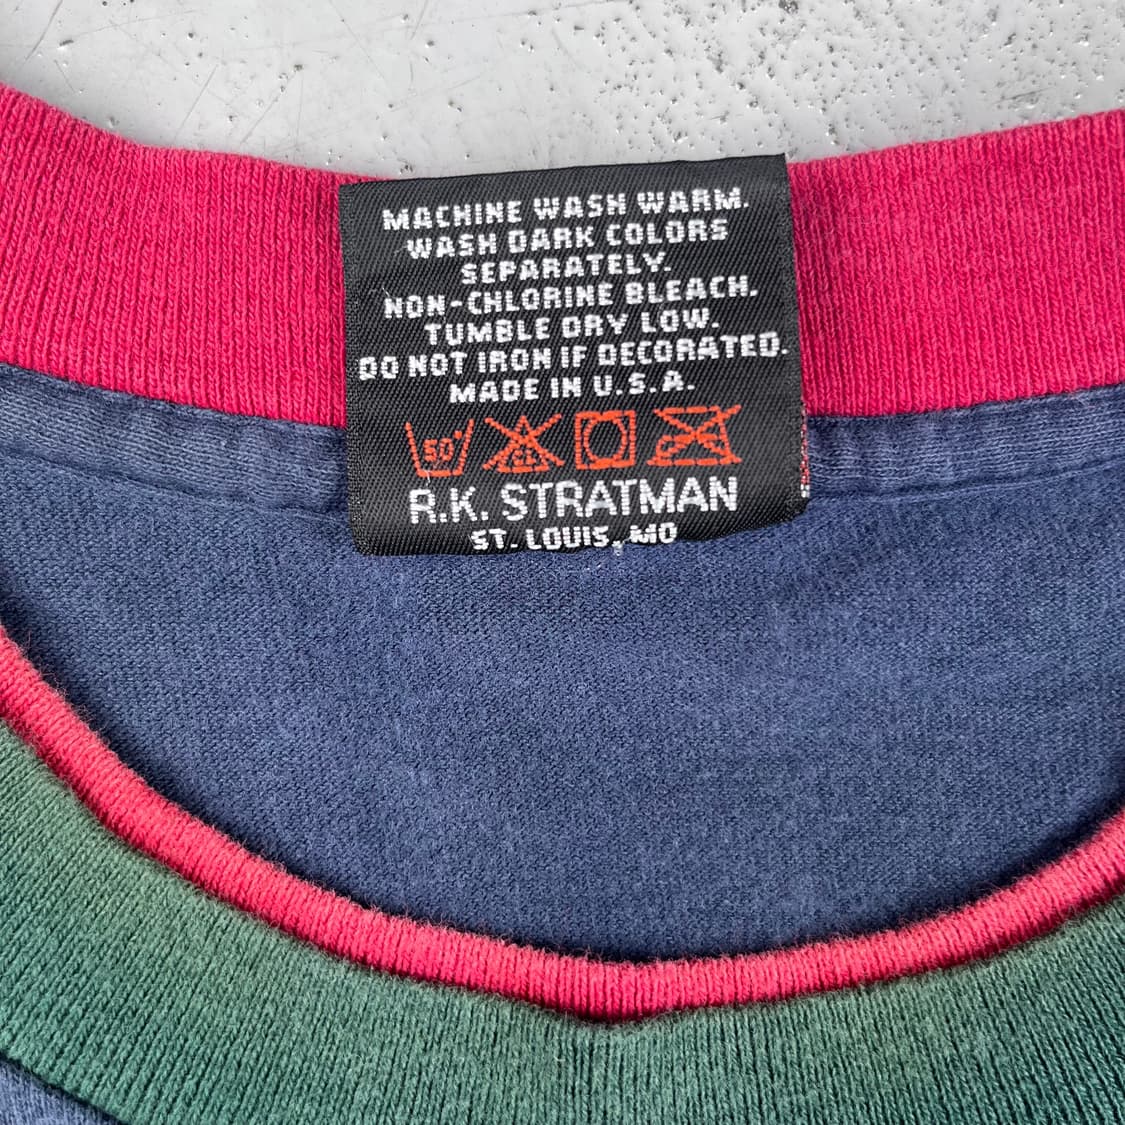 MACHINE WASH WARM.
WASH DARK COLORS
SEPARATELY.
NON-CHLORINE BLEACH.
TUMBLE DRY LOW.
DO NOT IRON IF DECORATED.
MADE IN U.S.A.
50° CL
R.K. STRATMAN
ST. LOUIS, MO